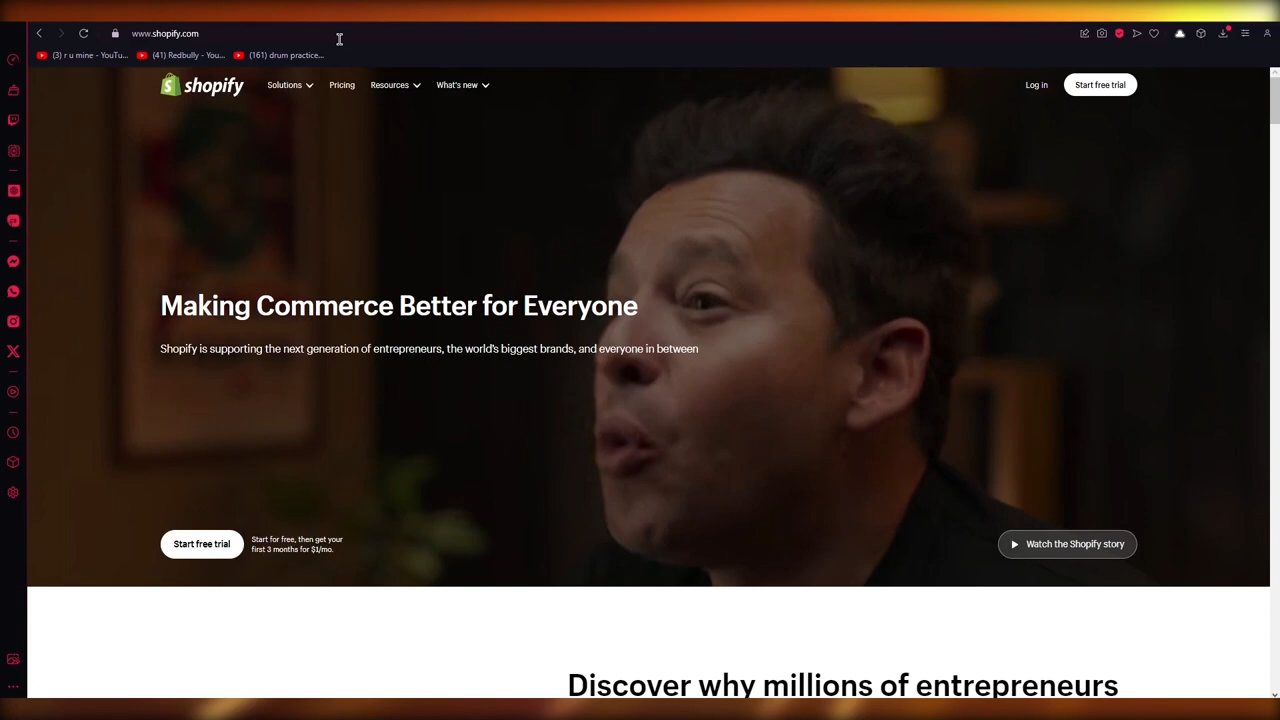 www.shopify.com
(3) r u mine - YouTu...
(41) Redbully - You...
(161) drum practice...
shopify
Solutions
Pricing
Resources
What's new
Log in
Start free trial
Making Commerce Better for Everyone
Shopify is supporting the next generation of entrepreneurs, the world's biggest brands, and everyone in between
Start free trial
Start for free, then get your
first 3 months for $1/mo.
Watch the Shopify story
Discover why millions of entrepreneurs